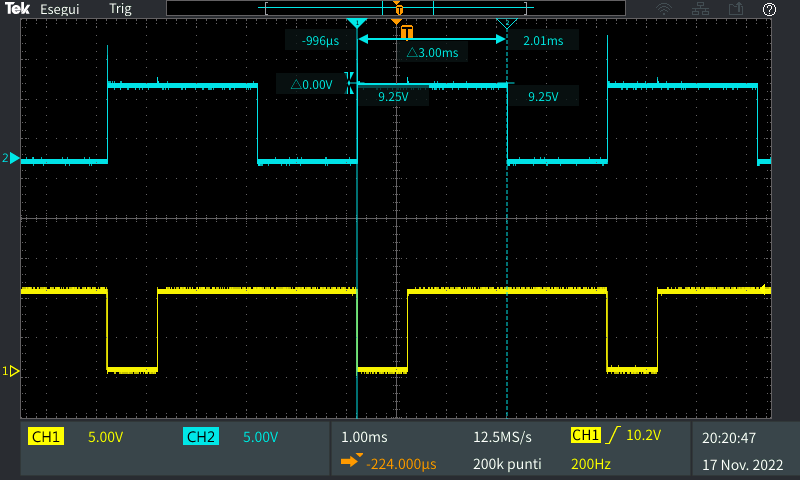 Tek Esegui Trig
T
1 2
-996µs 2.01ms
T
△3.00ms
△0.00V
9.25V 9.25V
2
1
CH1 5.00V CH2 5.00V
1.00ms 12.5MS/s CH1 10.2V
-224.000µs 200k punti 200Hz
20:20:47
17 Nov. 2022